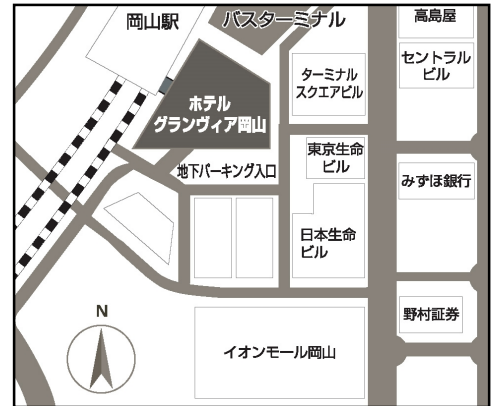 岡山駅
バスターミナル
高島屋
セントラル
ビル
ターミナル
スクエアビル
ホテル
グランヴィア岡山
東京生命
ビル
地下パーキング入口
みずほ銀行
日本生命
ビル
野村証券
N
イオンモール岡山